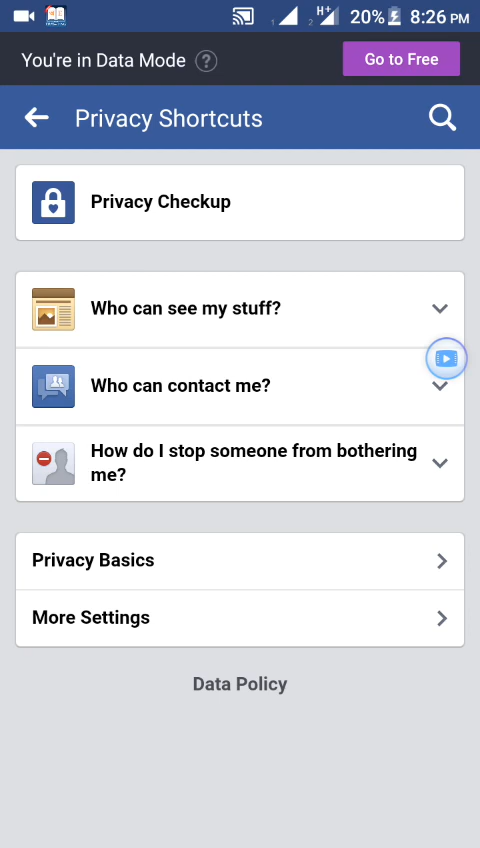 1 2 H+ 20% 8:26 PM
You're in Data Mode ? Go to Free
Privacy Shortcuts
Privacy Checkup
Who can see my stuff?
Who can contact me?
How do I stop someone from bothering
me?
Privacy Basics
More Settings
Data Policy